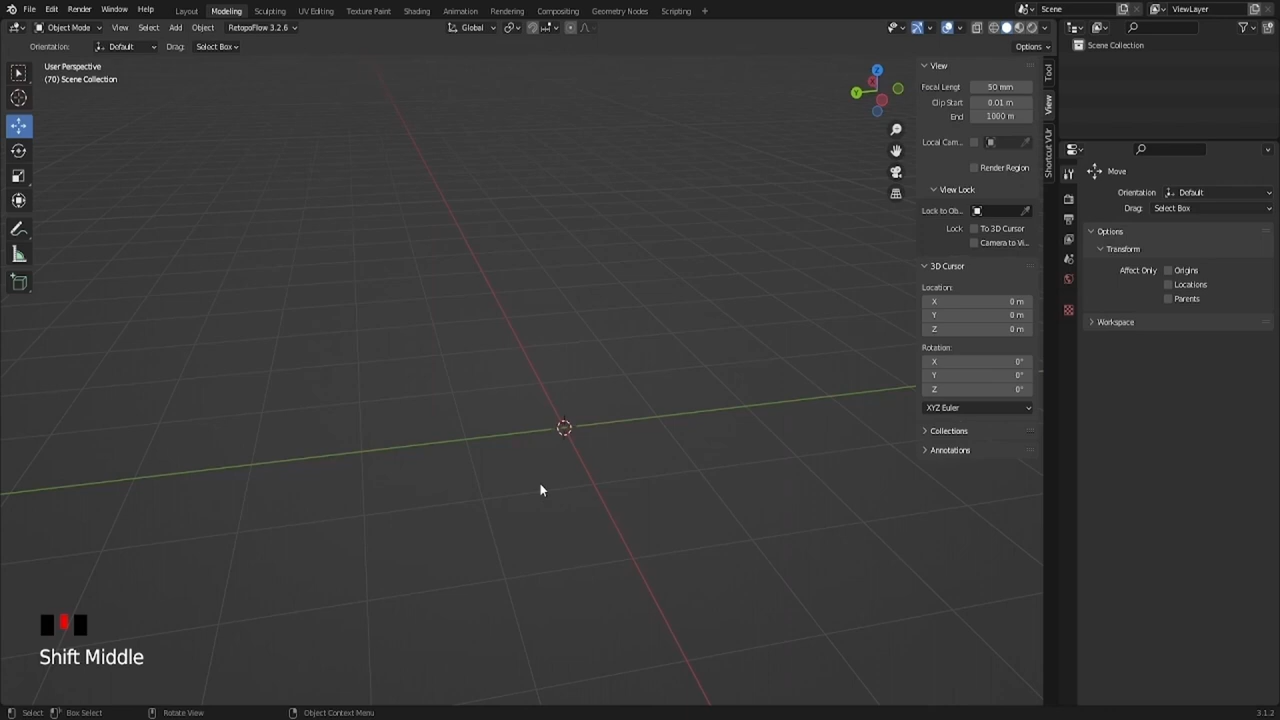 File Edit Render Window Help Layout Modeling Sculpting UV Editing Texture Paint Shading Animation Rendering Compositing Geometry Nodes Scripting + Scene ViewLayer
Object Mode View Select Add Object RetopoFlow 3.2.6 Global
Orientation: Default Drag: Select Box Options
User Perspective
(70) Scene Collection
Z
Y
X
View
Focal Lengt 50 mm
Clip Start 0.01 m
End 1000 m
Local Cam...
Render Region
View Lock
Lock to Ob...
Lock To 3D Cursor
Camera to Vi...
3D Cursor
Location:
X 0 m
Y 0 m
Z 0 m
Rotation:
X 0°
Y 0°
Z 0°
XYZ Euler
Collections
Annotations
Tool
View
Shortcut VUr
Scene Collection
Move
Orientation Default
Drag: Select Box
Options
Transform
Affect Only Origins
Locations
Parents
Workspace
Shift Middle
Select Box Select Rotate View Object Context Menu 3.1.2